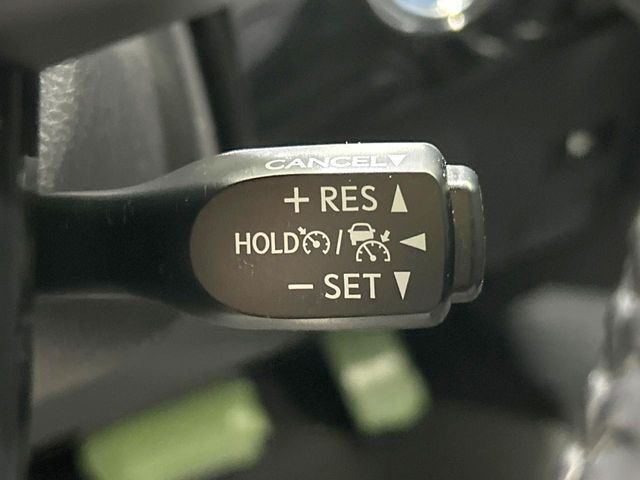 CANCEL▼
+ RES ▲
HOLD / ◀
− SET ▼